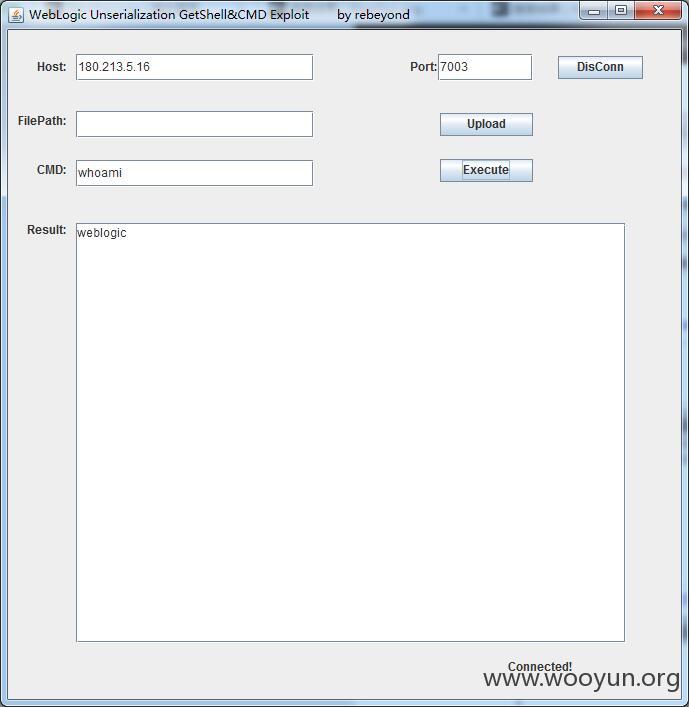 WebLogic Unserialization GetShell&CMD Exploit by rebeyond
Host: 180.213.5.16 Port: 7003 DisConn
FilePath: Upload
CMD: whoami Execute
Result: weblogic
Connected!
www.wooyun.org